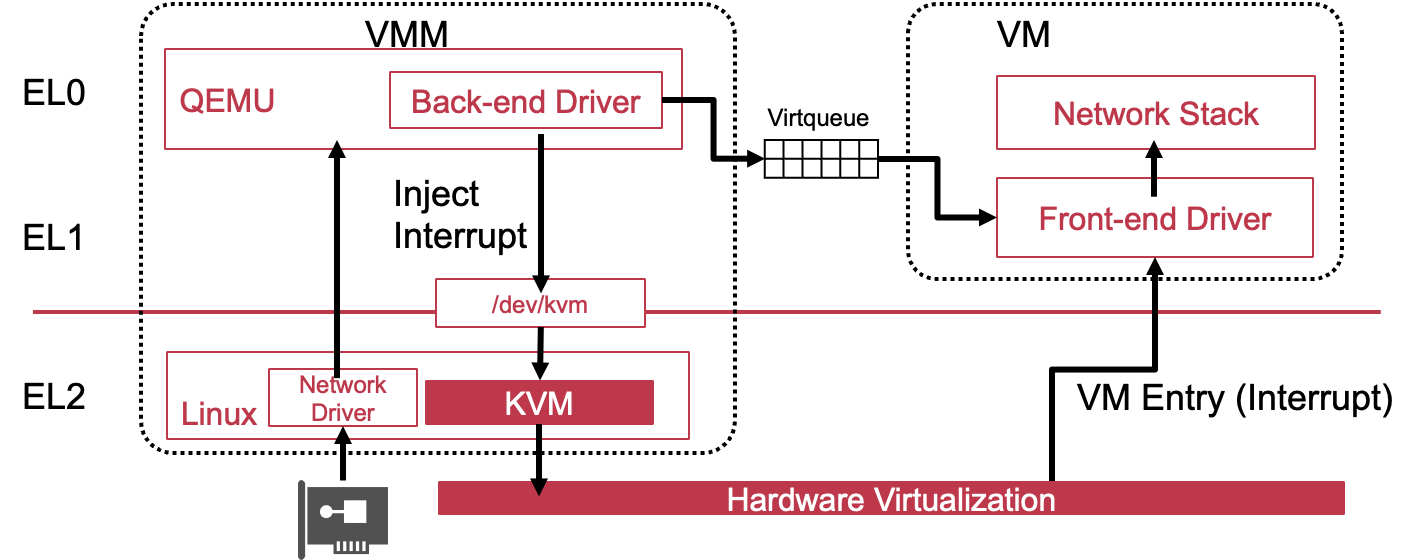 VMM
VM
EL0
QEMU
Back-end Driver
Virtqueue
Network Stack
Inject
Interrupt
EL1
Front-end Driver
/dev/kvm
EL2
Linux
Network
Driver
KVM
VM Entry (Interrupt)
Hardware Virtualization